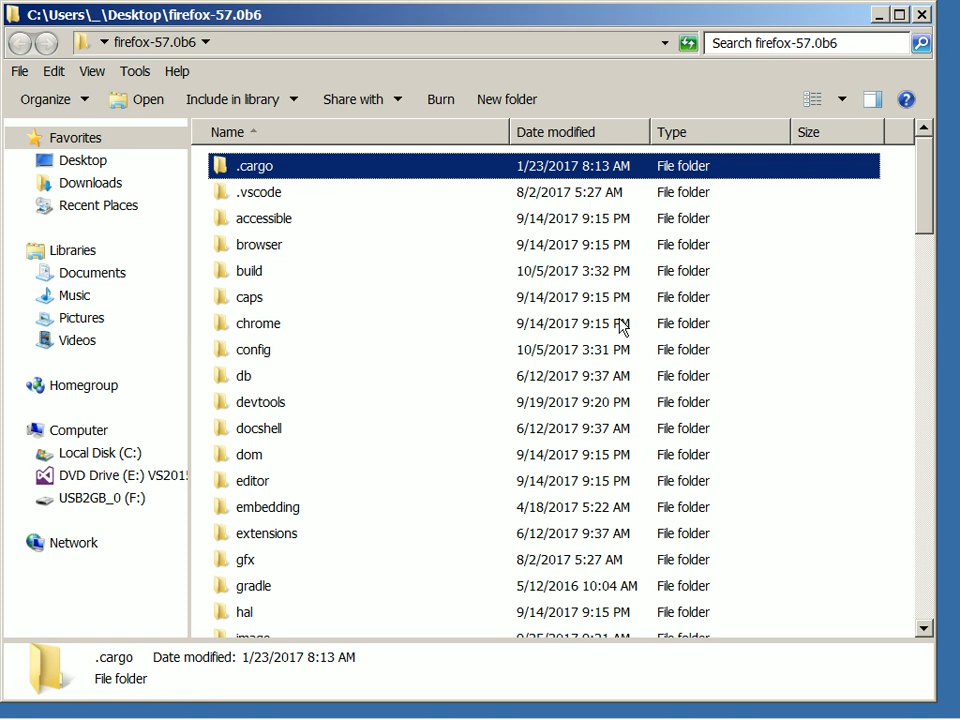 C:\Users\_\Desktop\firefox-57.0b6
firefox-57.0b6
Search firefox-57.0b6
File Edit View Tools Help
Organize Open Include in library Share with Burn New folder
Favorites
Desktop
Downloads
Recent Places
Libraries
Documents
Music
Pictures
Videos
Homegroup
Computer
Local Disk (C:)
DVD Drive (E:) VS2015
USB2GB_0 (F:)
Network
Name Date modified Type Size
.cargo 1/23/2017 8:13 AM File folder
.vscode 8/2/2017 5:27 AM File folder
accessible 9/14/2017 9:15 PM File folder
browser 9/14/2017 9:15 PM File folder
build 10/5/2017 3:32 PM File folder
caps 9/14/2017 9:15 PM File folder
chrome 9/14/2017 9:15 PM File folder
config 10/5/2017 3:31 PM File folder
db 6/12/2017 9:37 AM File folder
devtools 9/19/2017 9:20 PM File folder
docshell 6/12/2017 9:37 AM File folder
dom 9/14/2017 9:15 PM File folder
editor 9/14/2017 9:15 PM File folder
embedding 4/18/2017 5:22 AM File folder
extensions 6/12/2017 9:37 AM File folder
gfx 8/2/2017 5:27 AM File folder
gradle 5/12/2016 10:04 AM File folder
hal 9/14/2017 9:15 PM File folder
image 9/25/2017 9:21 AM File folder
.cargo Date modified: 1/23/2017 8:13 AM
File folder